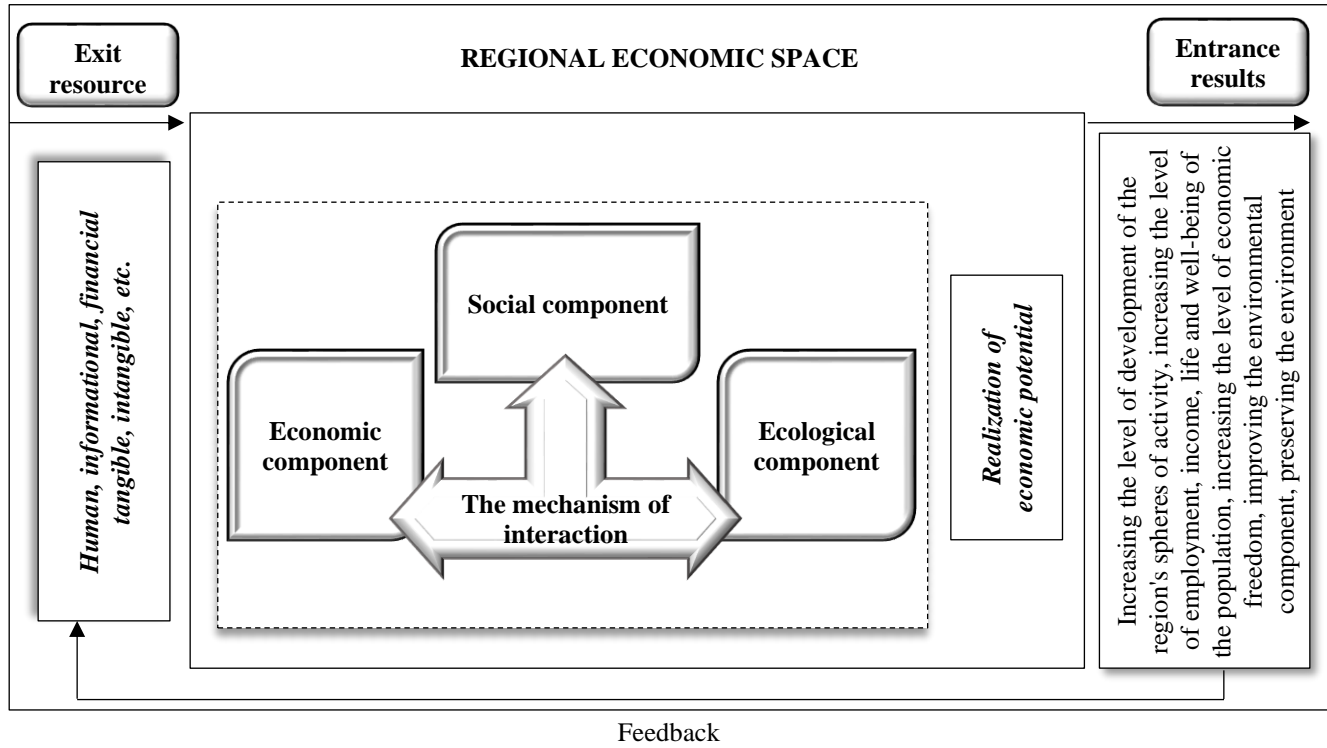 Exit
resource
REGIONAL ECONOMIC SPACE
Entrance
results
Human, informational, financial
tangible, intangible, etc.
Social component
Economic
component
Ecological
component
The mechanism of
interaction
Realization of
economic potential
Increasing the level of development of the
region's spheres of activity, increasing the level
of employment, income, life and well-being of
the population, increasing the level of economic
freedom, improving the environmental
component, preserving the environment
Feedback